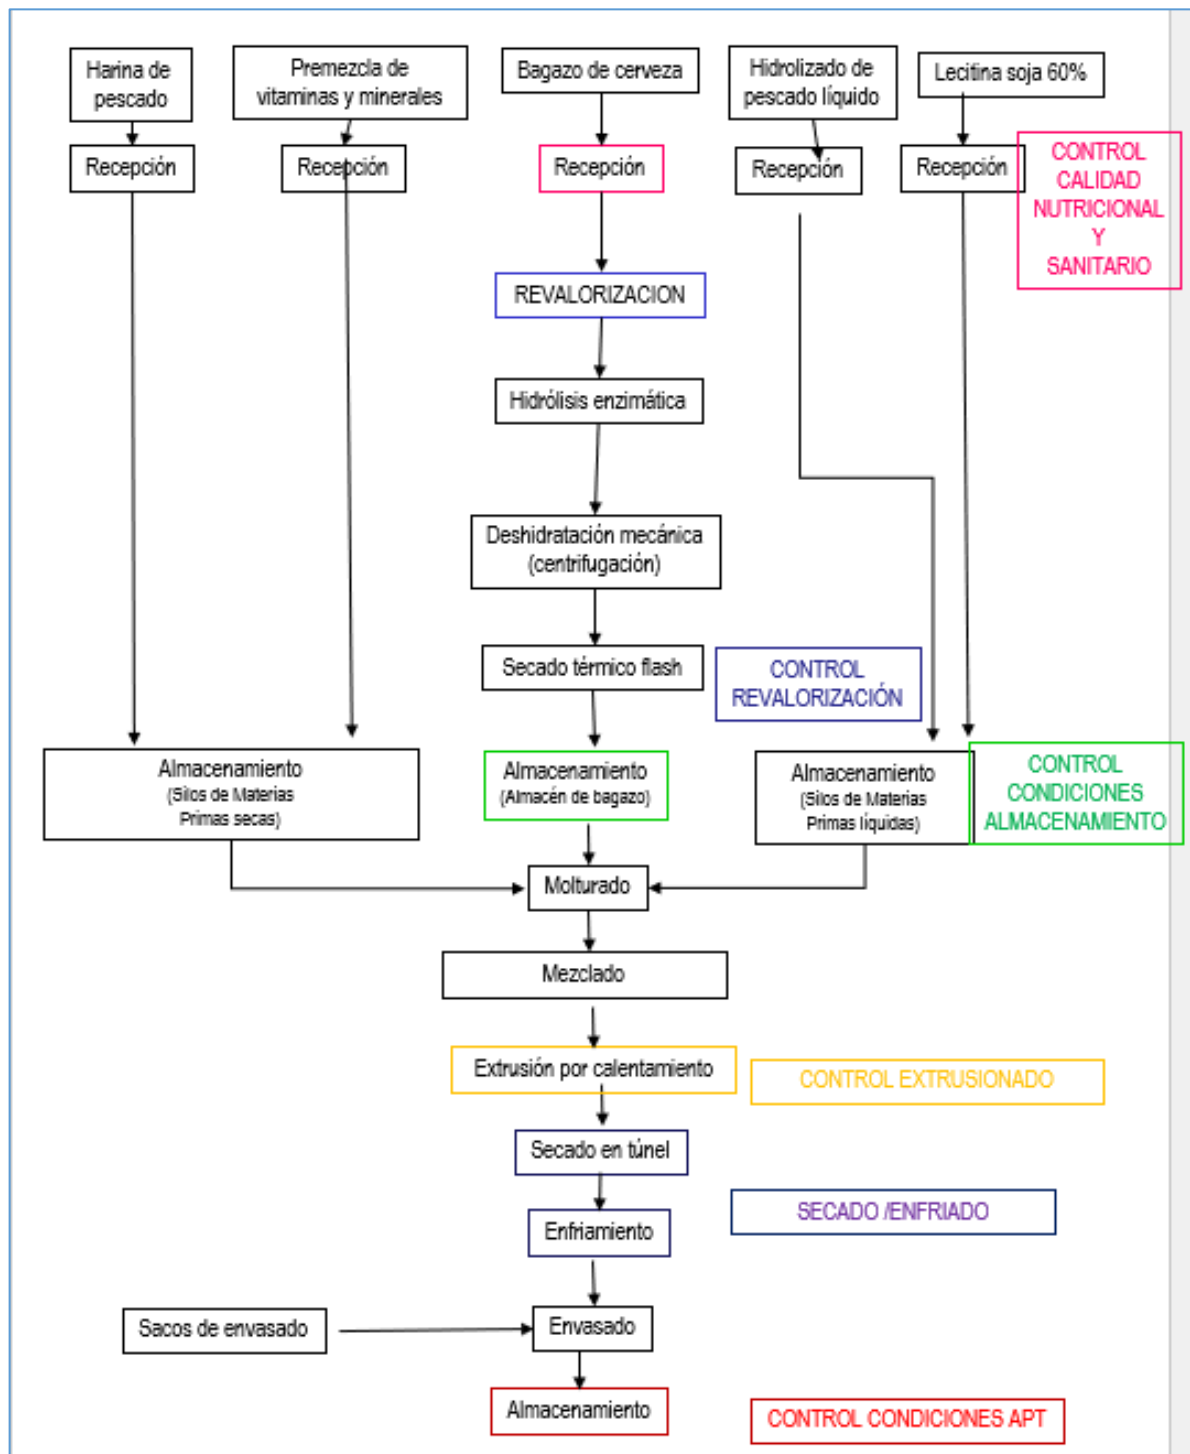 Harina de
pescado
Premezcla de
vitaminas y minerales
Bagazo de cerveza
Hidrolizado de
pescado líquido
Lecitina soja 60%
Recepción
Recepción
Recepción
Recepción
Recepción
CONTROL
CALIDAD
NUTRICIONAL
Y
SANITARIO
REVALORIZACION
Hidrólisis enzimática
Deshidratación mecánica
(centrifugación)
Secado térmico flash
CONTROL
REVALORIZACIÓN
Almacenamiento
(Silos de Materias
Primas secas)
Almacenamiento
(Almacén de bagazo)
Almacenamiento
(Silos de Materias
Primas líquidas)
CONTROL
CONDICIONES
ALMACENAMIENTO
Molturado
Mezclado
Extrusión por calentamiento
CONTROL EXTRUSIONADO
Secado en túnel
SECADO /ENFRIADO
Enfriamiento
Sacos de envasado
Envasado
Almacenamiento
CONTROL CONDICIONES APT